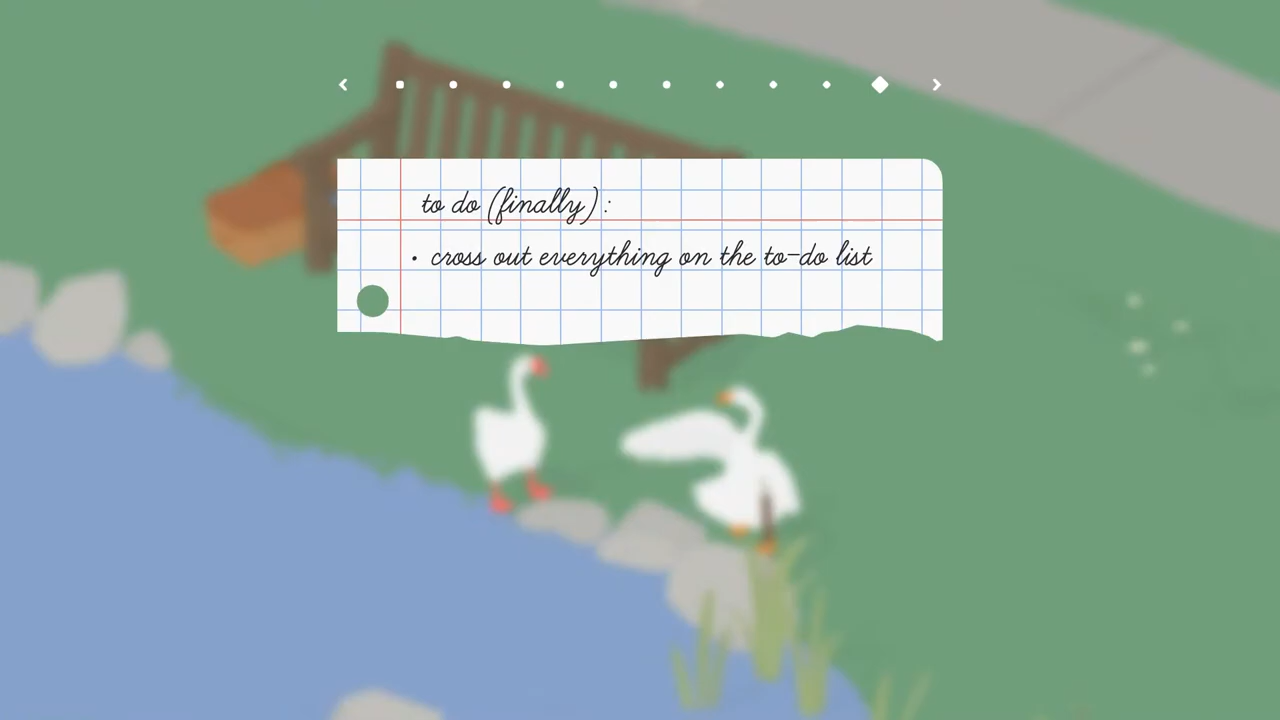 to do (finally) :
• cross out everything on the to-do list